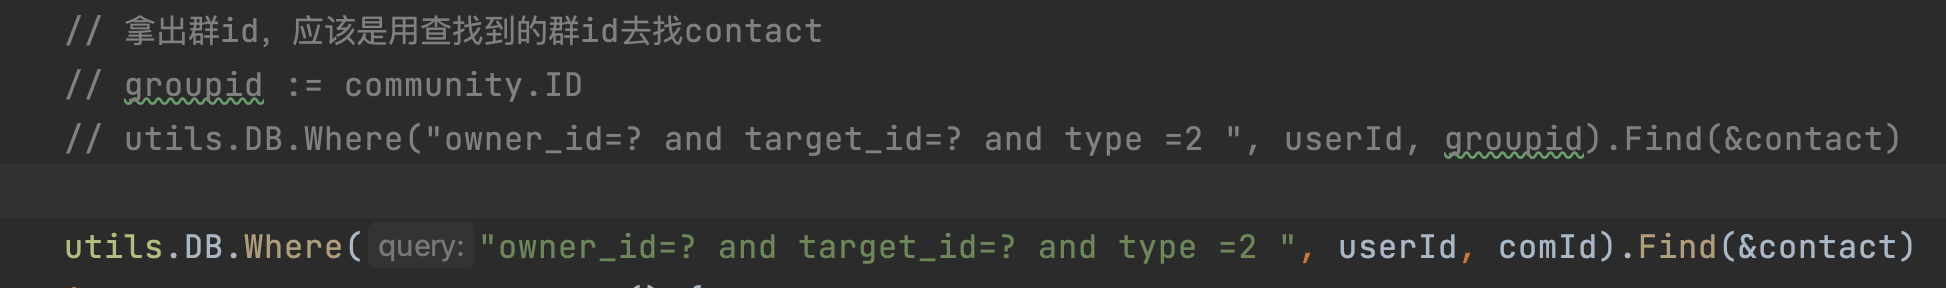 // 拿出群id, 应该是用查找到的群id去找contact
// groupid := community.ID
// utils.DB.Where("owner_id=? and target_id=? and type =2 ", userId, groupid).Find(&contact)
utils.DB.Where( query: "owner_id=? and target_id=? and type =2 ", userId, comId).Find(&contact)